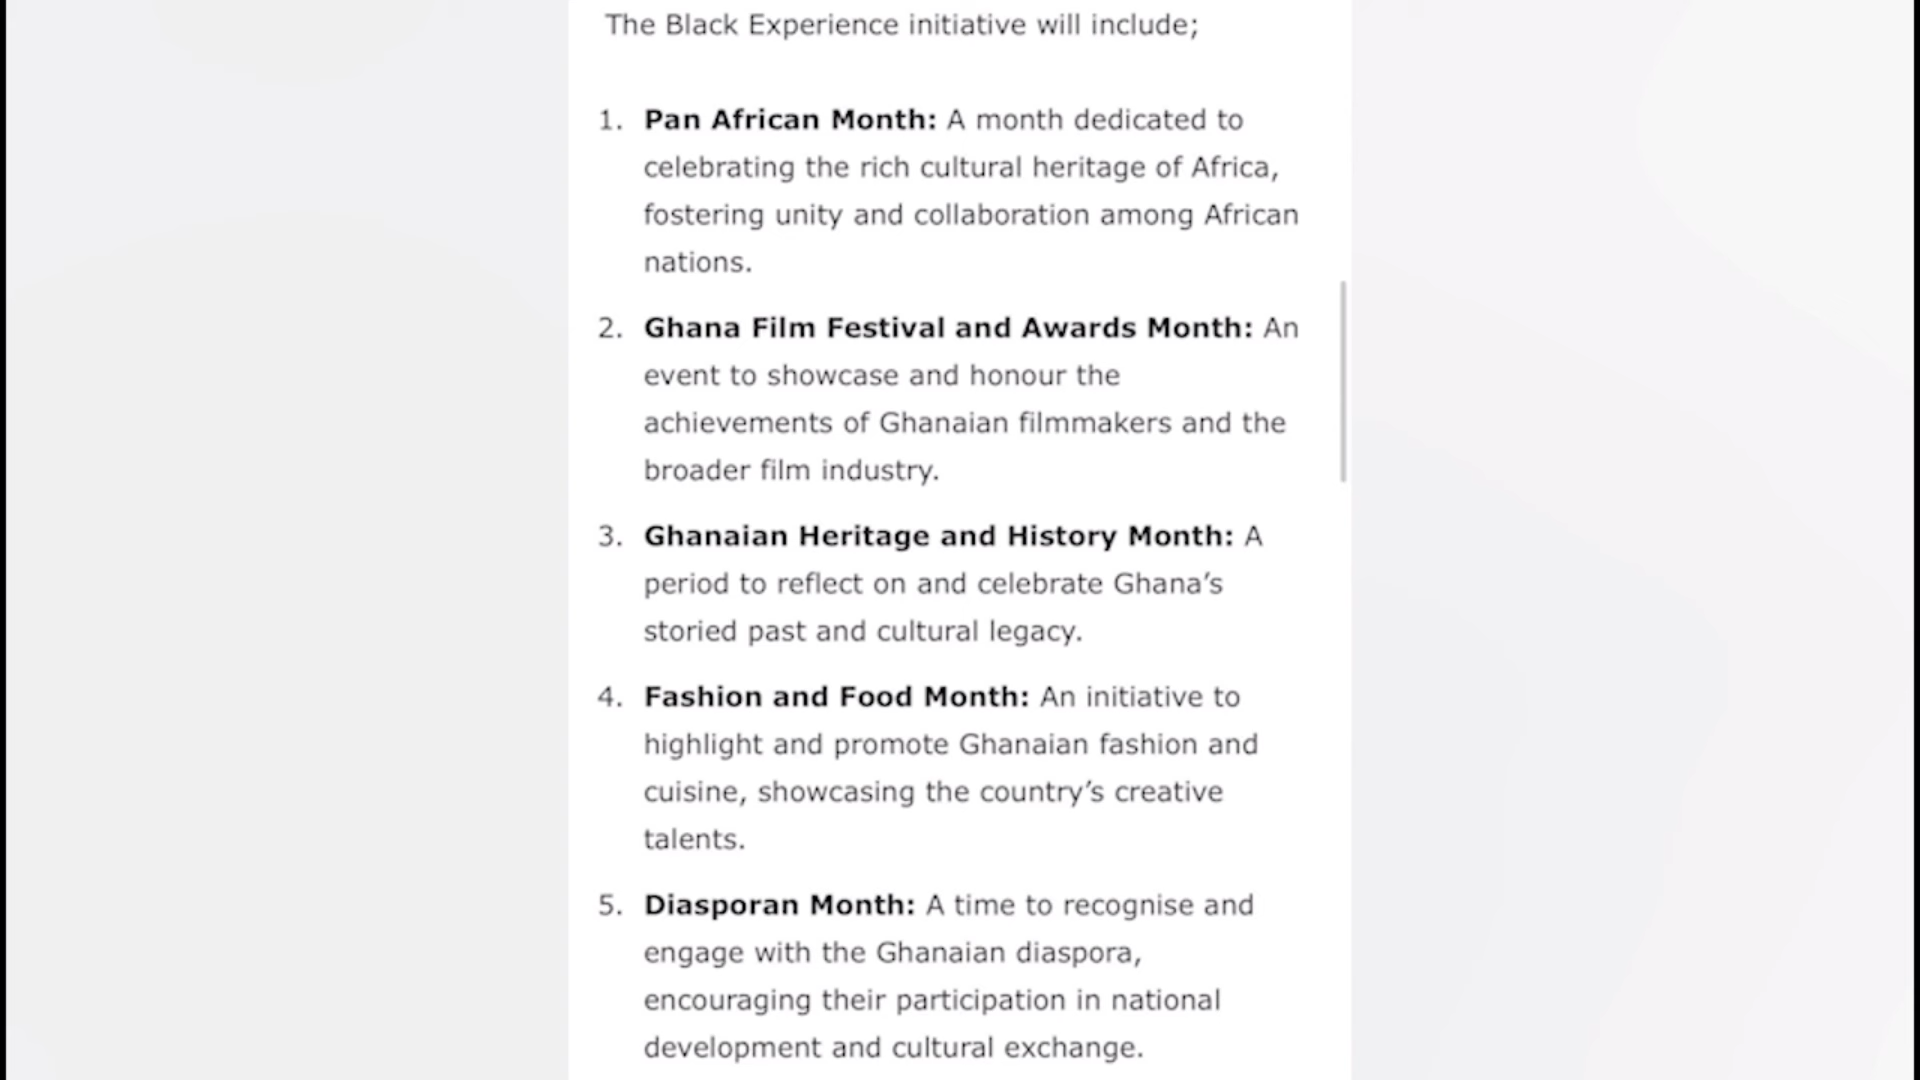 The Black Experience initiative will include;
1. Pan African Month: A month dedicated to
celebrating the rich cultural heritage of Africa,
fostering unity and collaboration among African
nations.
2. Ghana Film Festival and Awards Month: An
event to showcase and honour the
achievements of Ghanaian filmmakers and the
broader film industry.
3. Ghanaian Heritage and History Month: A
period to reflect on and celebrate Ghana’s
storied past and cultural legacy.
4. Fashion and Food Month: An initiative to
highlight and promote Ghanaian fashion and
cuisine, showcasing the country’s creative
talents.
5. Diasporan Month: A time to recognise and
engage with the Ghanaian diaspora,
encouraging their participation in national
development and cultural exchange.